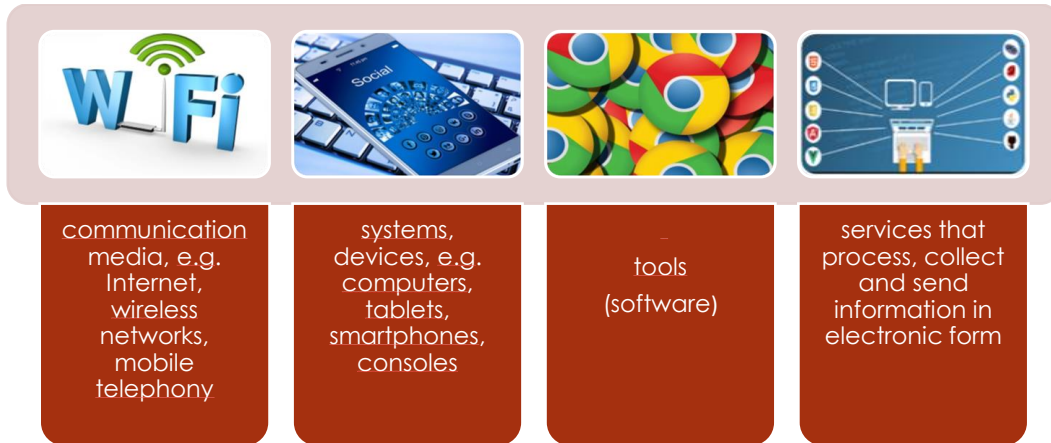 WiFi
Social
communication
media, e.g.
Internet,
wireless
networks,
mobile
telephony
systems,
devices, e.g.
computers,
tablets,
smartphones,
consoles
tools
(software)
services that
process, collect
and send
information in
electronic form